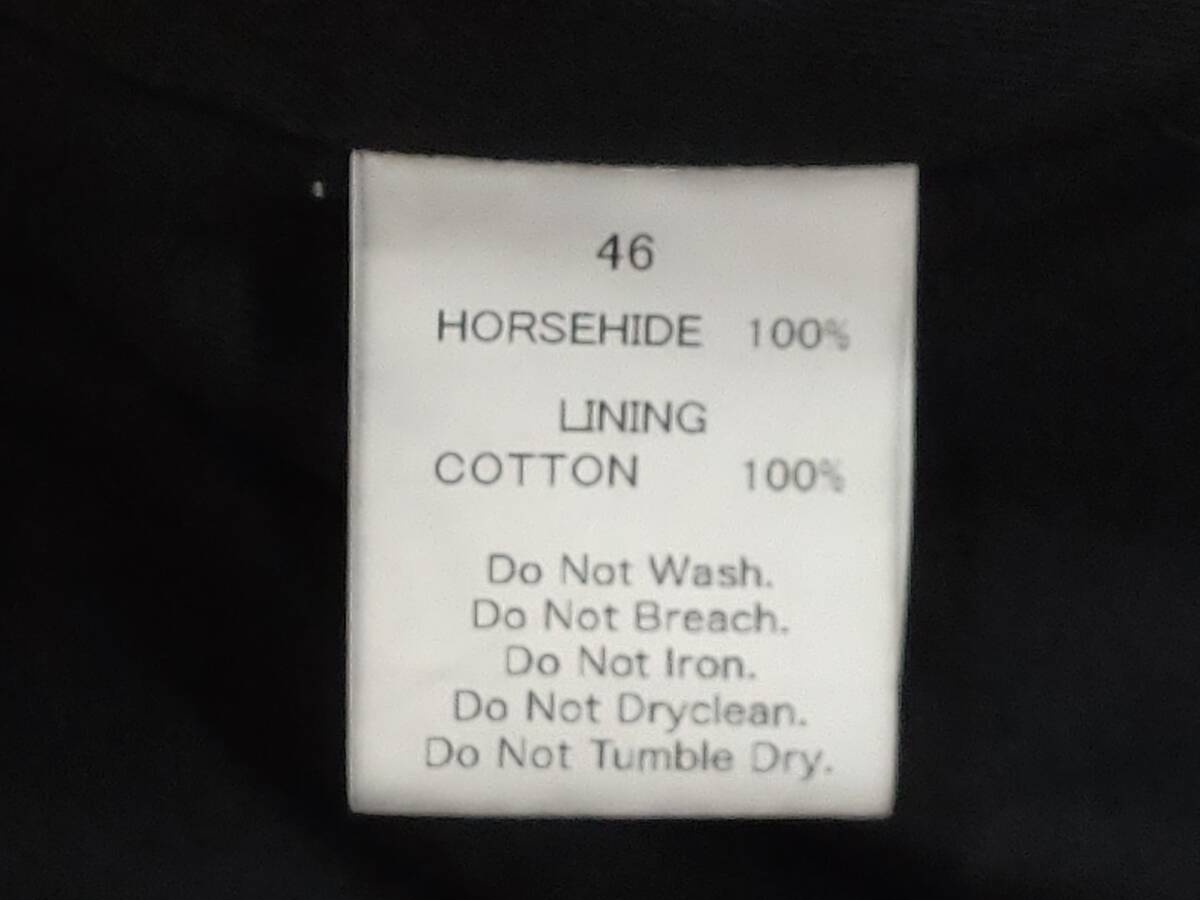 46
HORSEHIDE 100%
LINING
COTTON 100%
Do Not Wash.
Do Not Breach.
Do Not Iron.
Do Not Dryclean.
Do Not Tumble Dry.